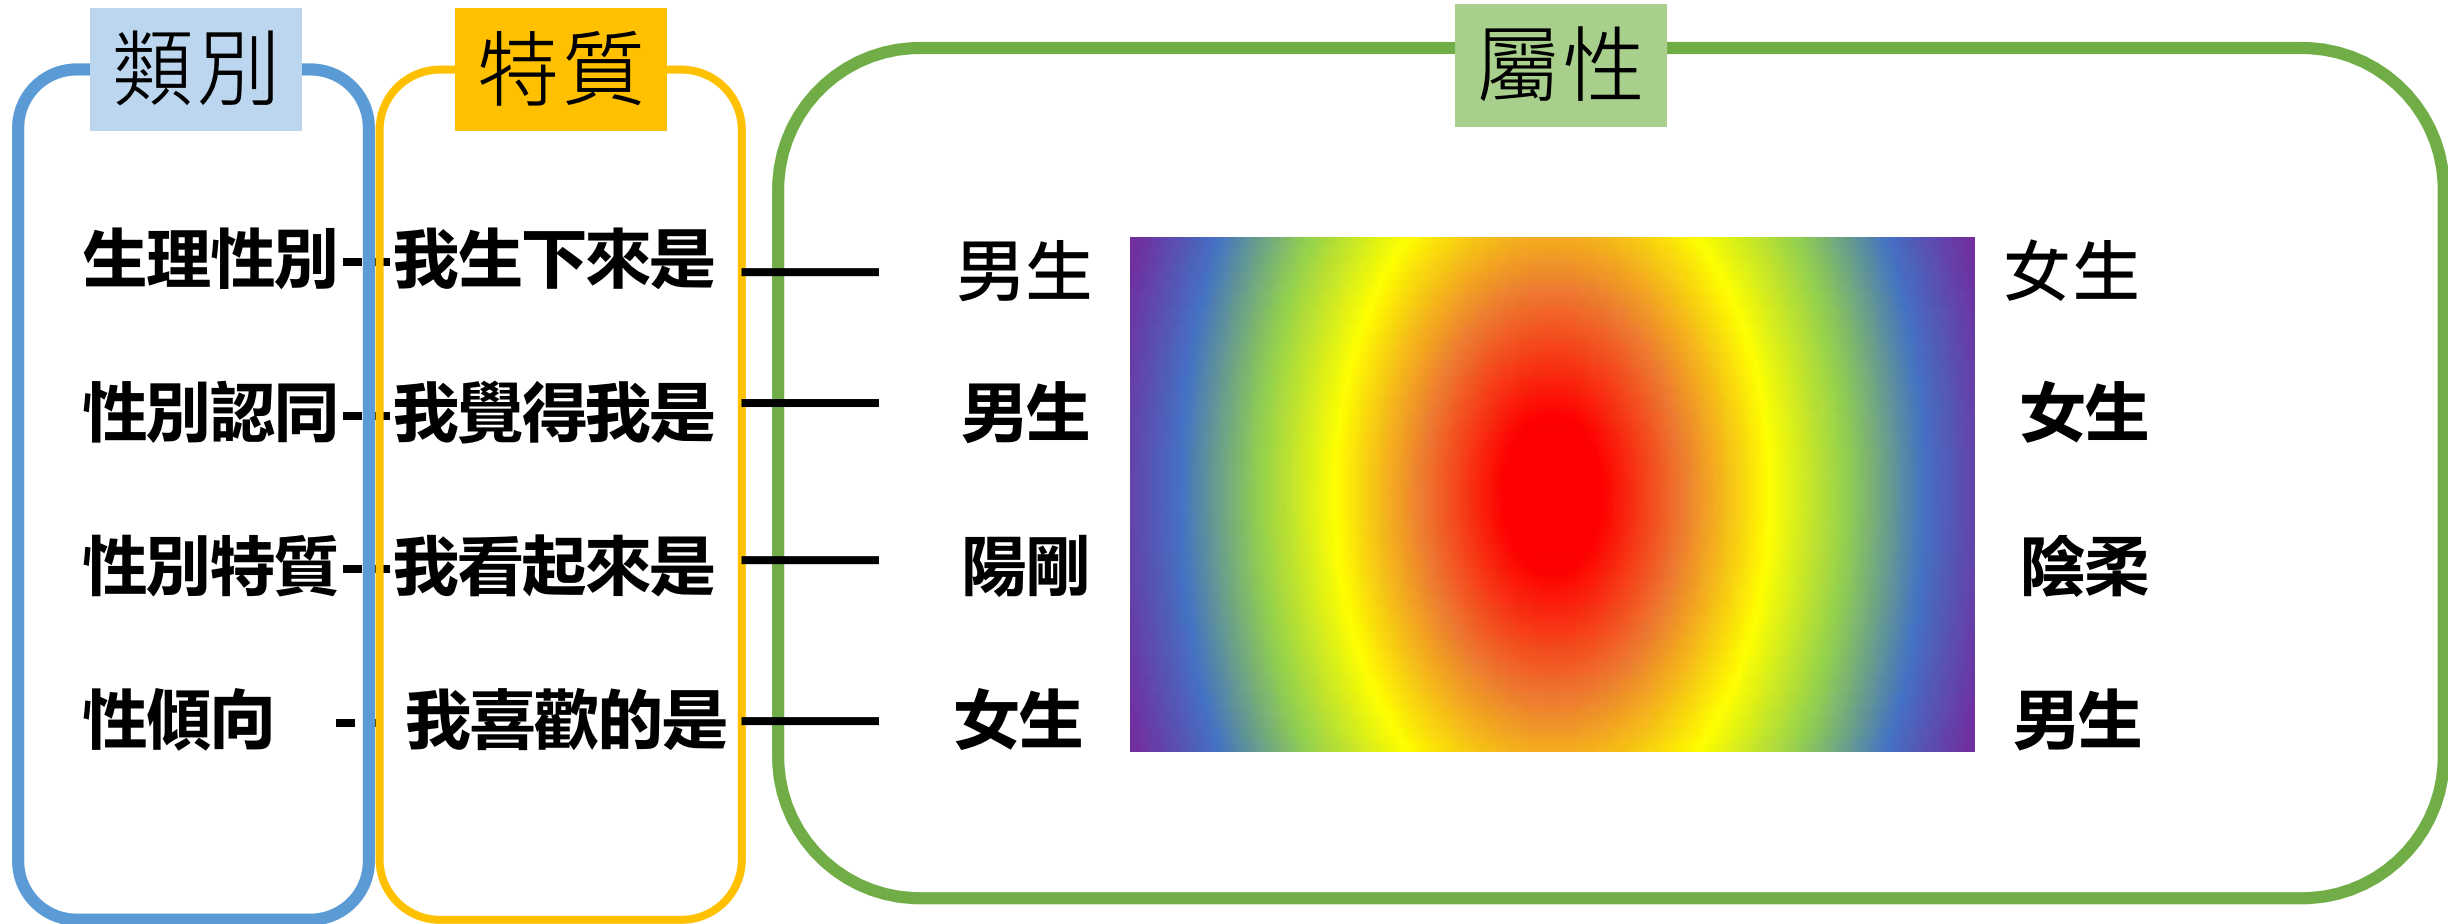 類別 特質 屬性
生理性別 我生下來是 男生 女生
性別認同 我覺得我是 男生 女生
性別特質 我看起來是 陽剛 陰柔
性傾向 我喜歡的是 女生 男生